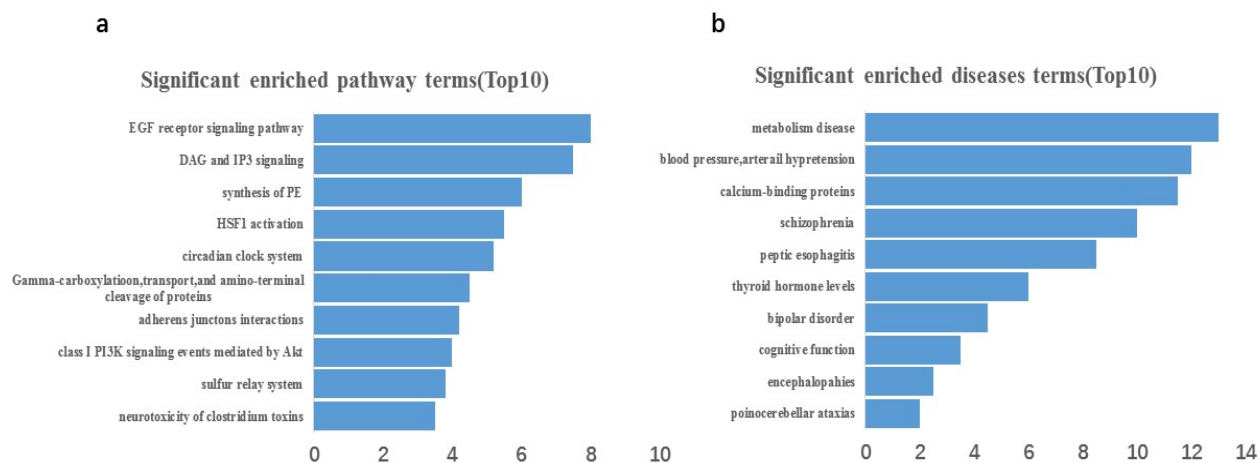 a
Significant enriched pathway terms(Top10)
EGF receptor signaling pathway
DAG and IP3 signaling
synthesis of PE
HSF1 activation
circadian clock system
Gamma-carboxylatioon,transport,and amino-terminal
cleavage of proteins
adherens junctons interactions
class I PI3K signaling events mediated by Akt
sulfur relay system
neurotoxicity of clostridium toxins
0 2 4 6 8 10
b
Significant enriched diseases terms(Top10)
metabolism disease
blood pressure,arterail hypretension
calcium-binding proteins
schizophrenia
peptic esophagitis
thyroid hormone levels
bipolar disorder
cognitive function
encephalopahies
poinocerebellar ataxias
0 2 4 6 8 10 12 14